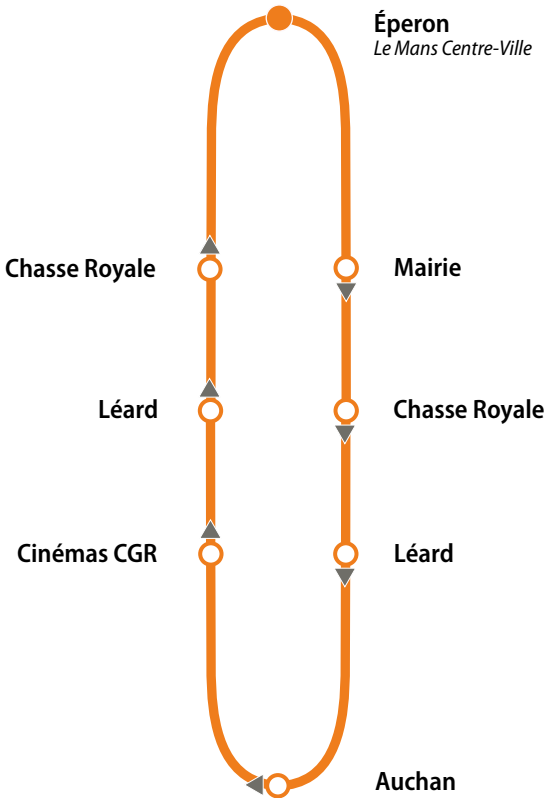 Éperon
Le Mans Centre-Ville
Chasse Royale
Mairie
Léard
Chasse Royale
Cinémas CGR
Léard
Auchan